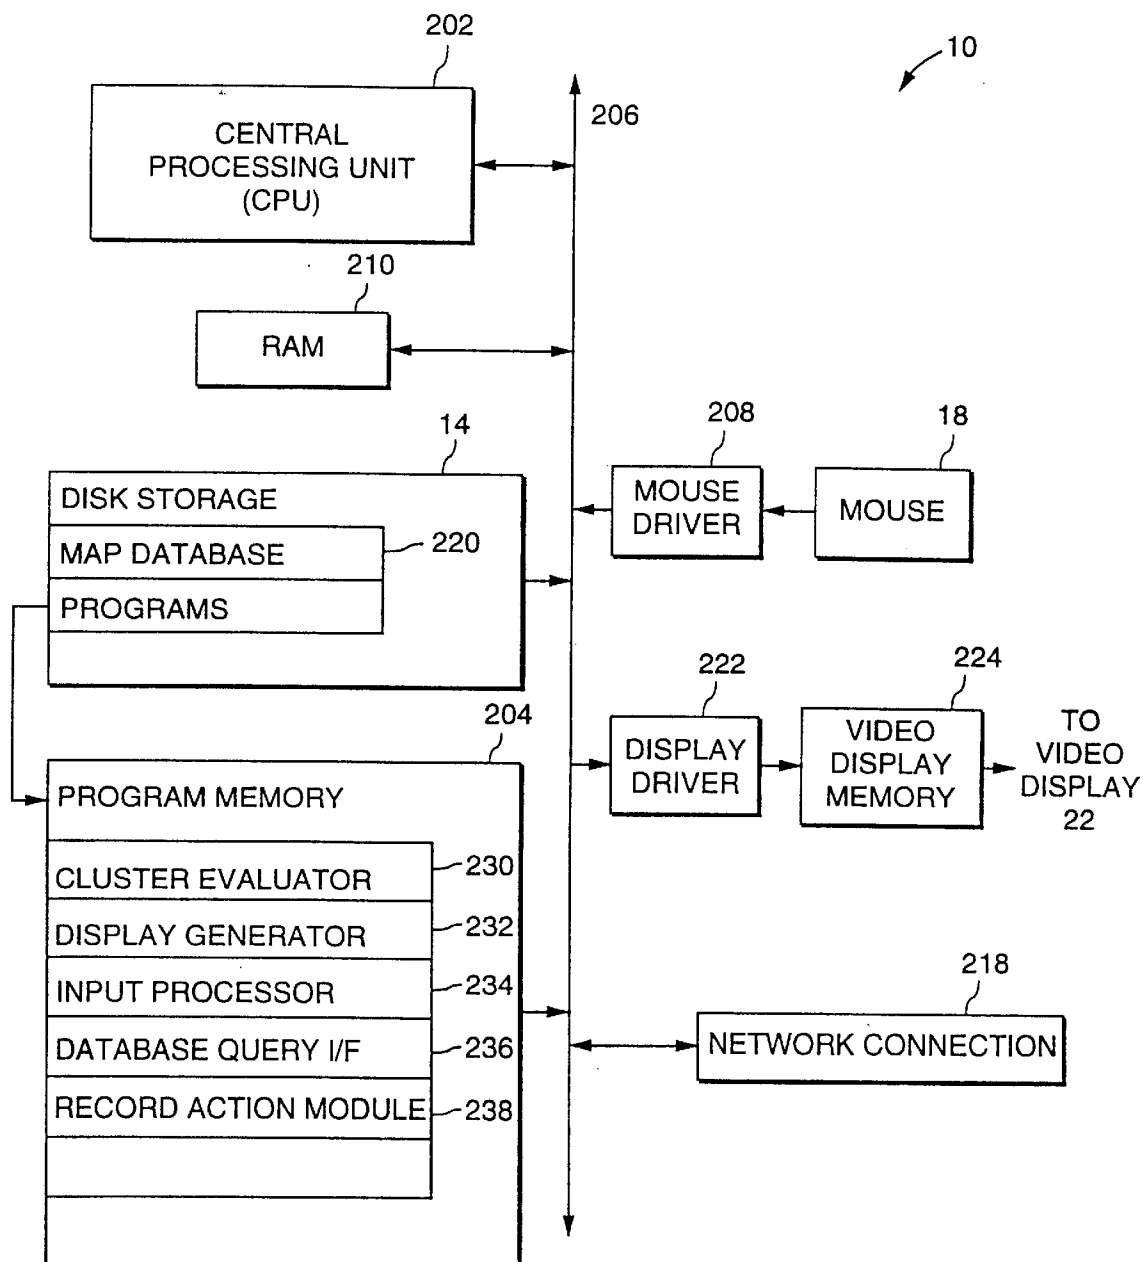 202
10
CENTRAL
PROCESSING UNIT
(CPU)
206
210
RAM
14
208
18
DISK STORAGE
MAP DATABASE
220
PROGRAMS
MOUSE
DRIVER
MOUSE
204
222
224
PROGRAM MEMORY
DISPLAY
DRIVER
VIDEO
DISPLAY
MEMORY
TO
VIDEO
DISPLAY
22
CLUSTER EVALUATOR
230
DISPLAY GENERATOR
232
INPUT PROCESSOR
234
DATABASE QUERY I/F
236
RECORD ACTION MODULE
238
218
NETWORK CONNECTION